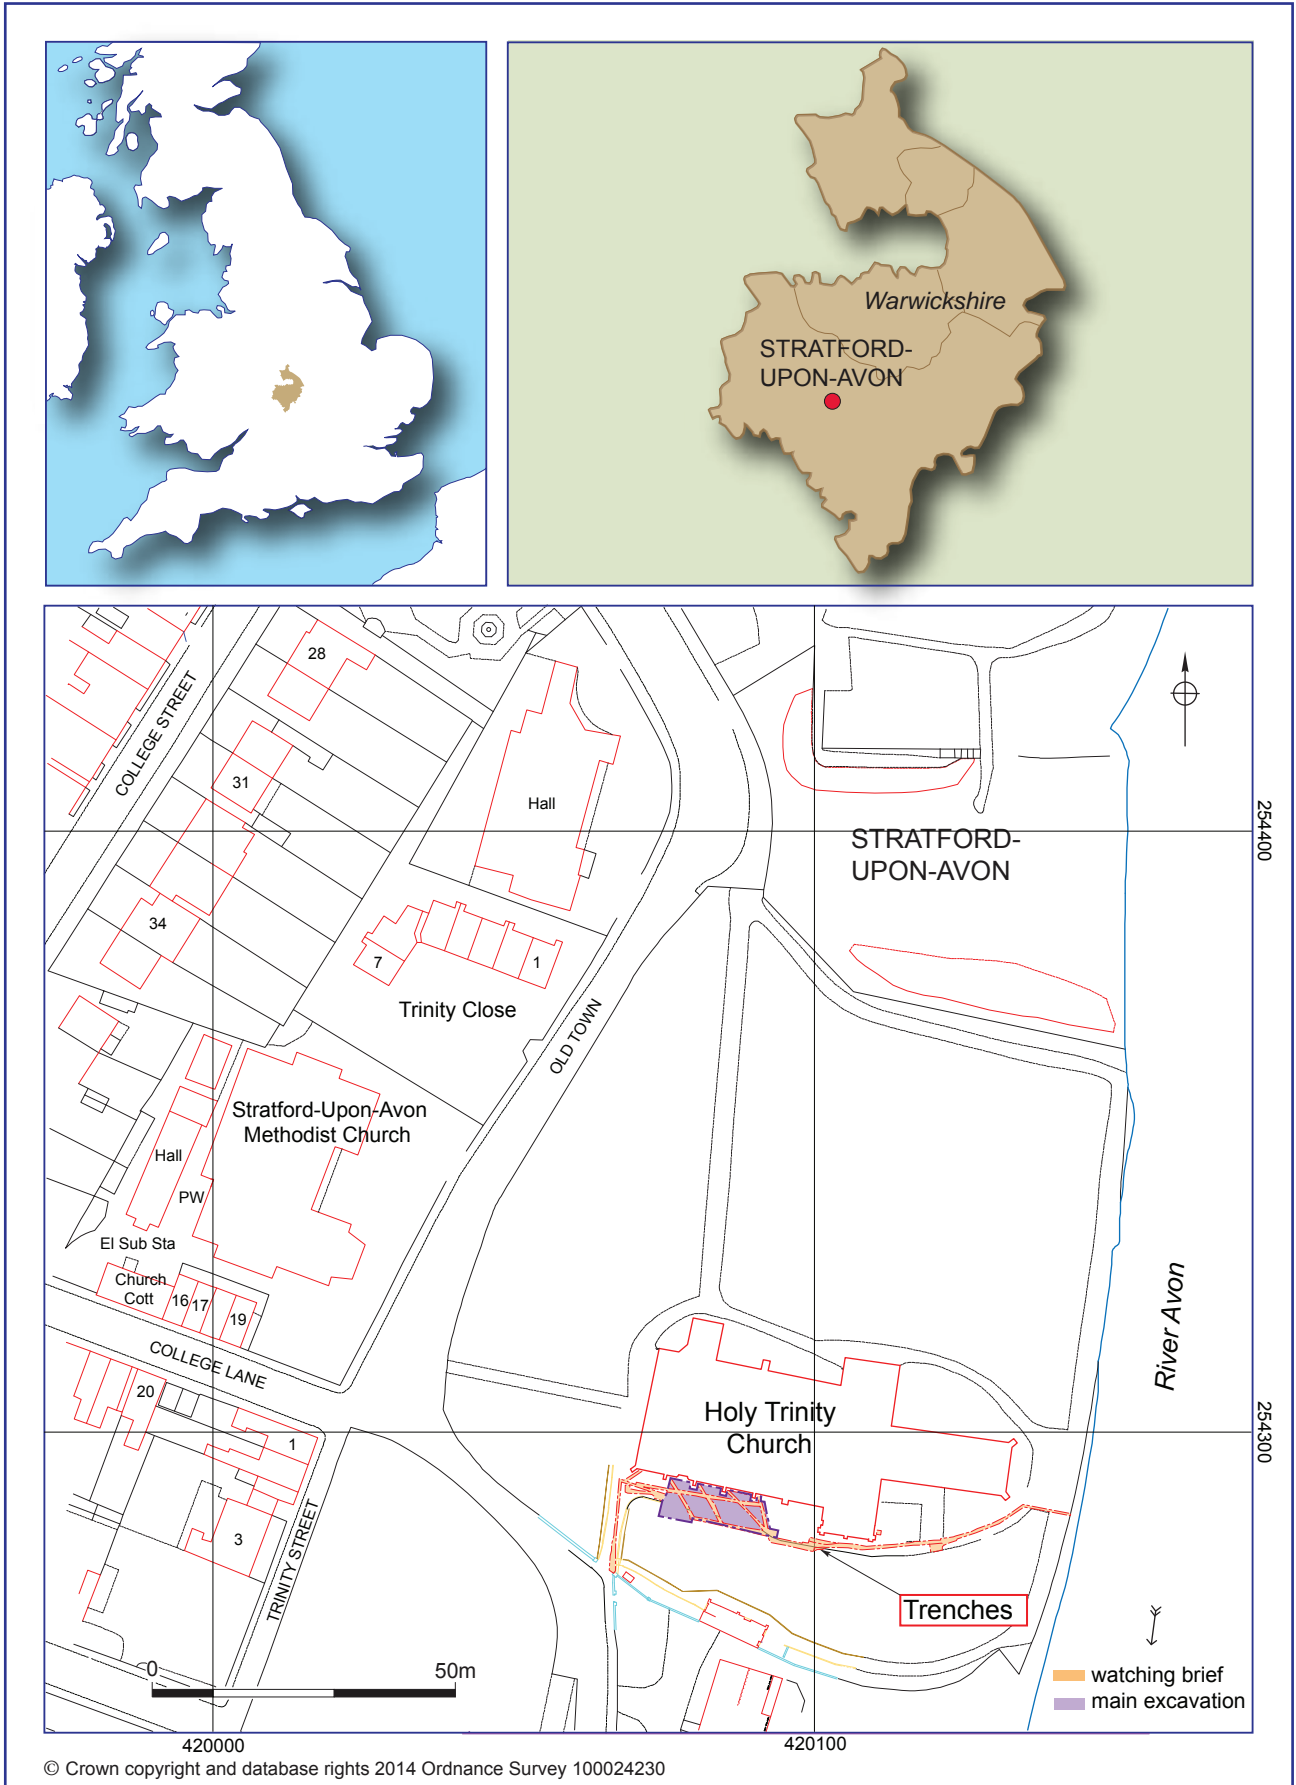 Warwickshire
STRATFORD-
UPON-AVON
28
COLLEGE STREET
31
Hall
254400
STRATFORD-
UPON-AVON
34
7
1
Trinity Close
OLD TOWN
Stratford-Upon-Avon
Methodist Church
Hall
PW
El Sub Sta
Church
Cott
16
17
19
River Avon
COLLEGE LANE
20
Holy Trinity
Church
254300
1
3
TRINITY STREET
Trenches
0
50m
watching brief
main excavation
420000
420100
© Crown copyright and database rights 2014 Ordnance Survey 100024230